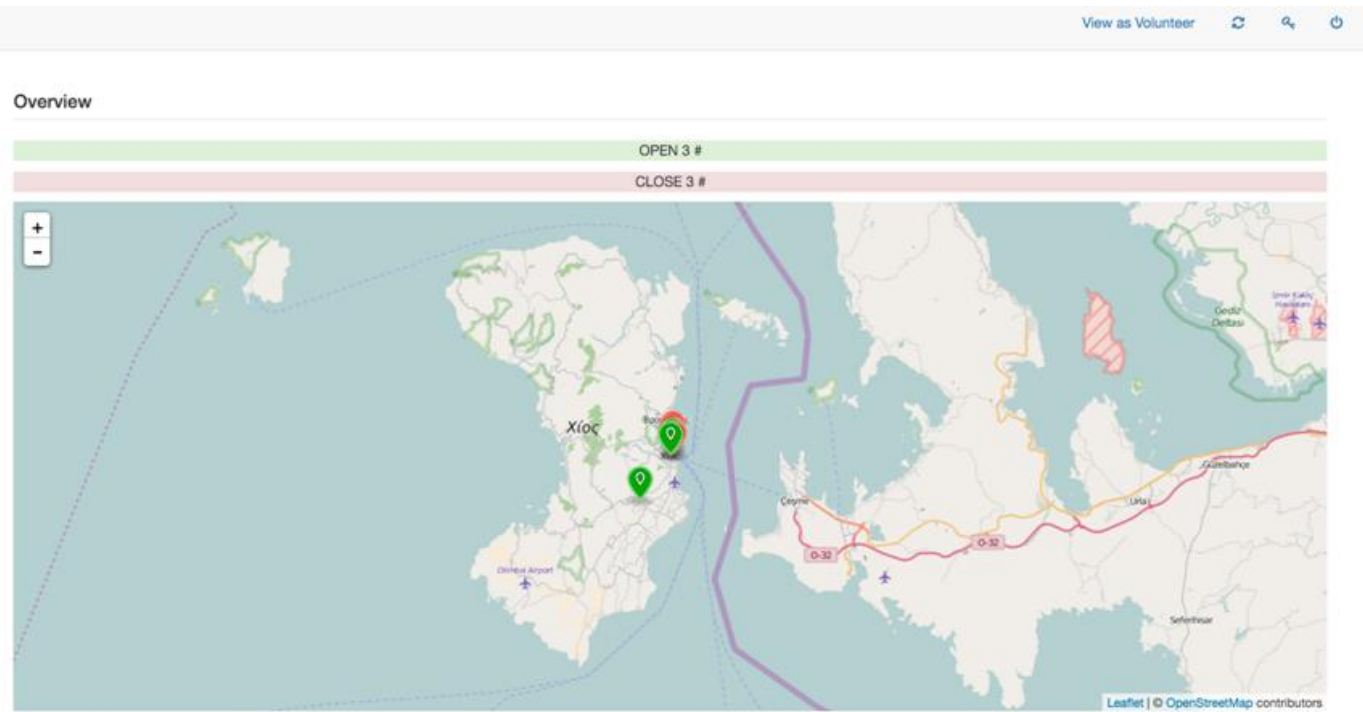 View as Volunteer
Overview
OPEN 3 #
CLOSE 3 #
+
−
Χίος
Çeşme
O-32
O-32
Urla
Güzelbahçe
Seferihisar
Gediz
Deltası
Airport
Leaflet | © OpenStreetMap contributors